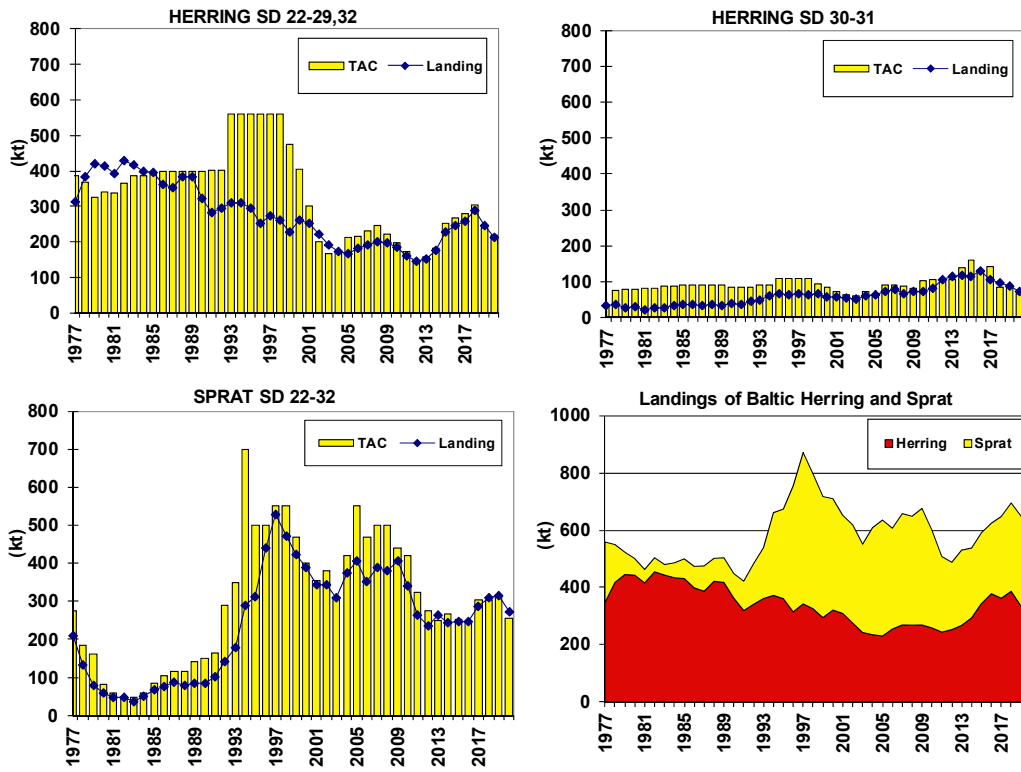 HERRING SD 22-29,32
800
700
600
500
400
300
200
100
0
(kt)
TAC Landing
1977 1981 1985 1989 1993 1997 2001 2005 2009 2013 2017
HERRING SD 30-31
800
700
600
500
400
300
200
100
0
(kt)
TAC Landing
1977 1981 1985 1989 1993 1997 2001 2005 2009 2013 2017
SPRAT SD 22-32
800
700
600
500
400
300
200
100
0
(kt)
TAC Landing
1977 1981 1985 1989 1993 1997 2001 2005 2009 2013 2017
Landings of Baltic Herring and Sprat
1000
800
600
400
200
0
(kt)
Herring Sprat
1977 1981 1985 1989 1993 1997 2001 2005 2009 2013 2017